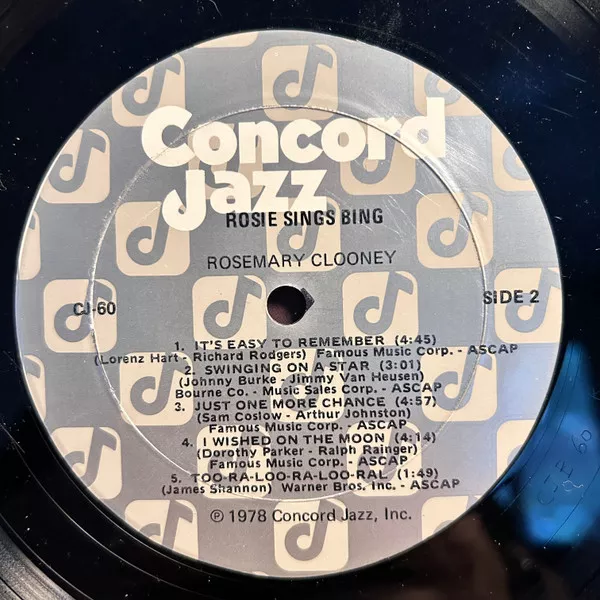 Concord
Jazz
ROSIE SINGS BING
ROSEMARY CLOONEY
CJ-60
SIDE 2
1. IT'S EASY TO REMEMBER (4:45)
(Lorenz Hart - Richard Rodgers) Famous Music Corp. - ASCAP
2. SWINGING ON A STAR (3:01)
(Johnny Burke - Jimmy Van Heusen)
Bourne Co. - Music Sales Corp. - ASCAP
3. JUST ONE MORE CHANCE (4:57)
(Sam Coslow - Arthur Johnston)
Famous Music Corp. - ASCAP
4. I WISHED ON THE MOON (4:14)
(Dorothy Parker - Ralph Rainger)
Famous Music Corp. - ASCAP
5. TOO-RA-LOO-RA-LOO-RAL (1:49)
(James Shannon) Warner Bros. Inc. - ASCAP
℗ 1978 Concord Jazz, Inc.